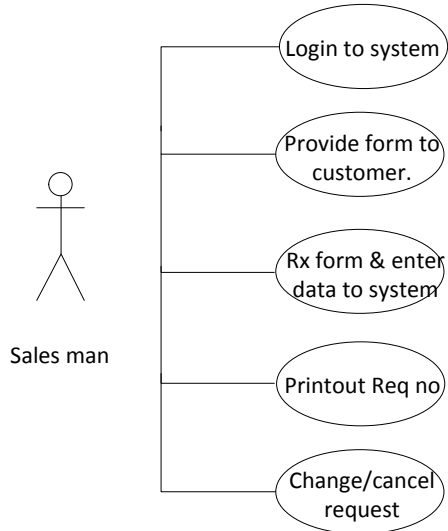 Login to system
Provide form to
customer.
Rx form & enter
data to system
Sales man
Printout Req no
Change/cancel
request